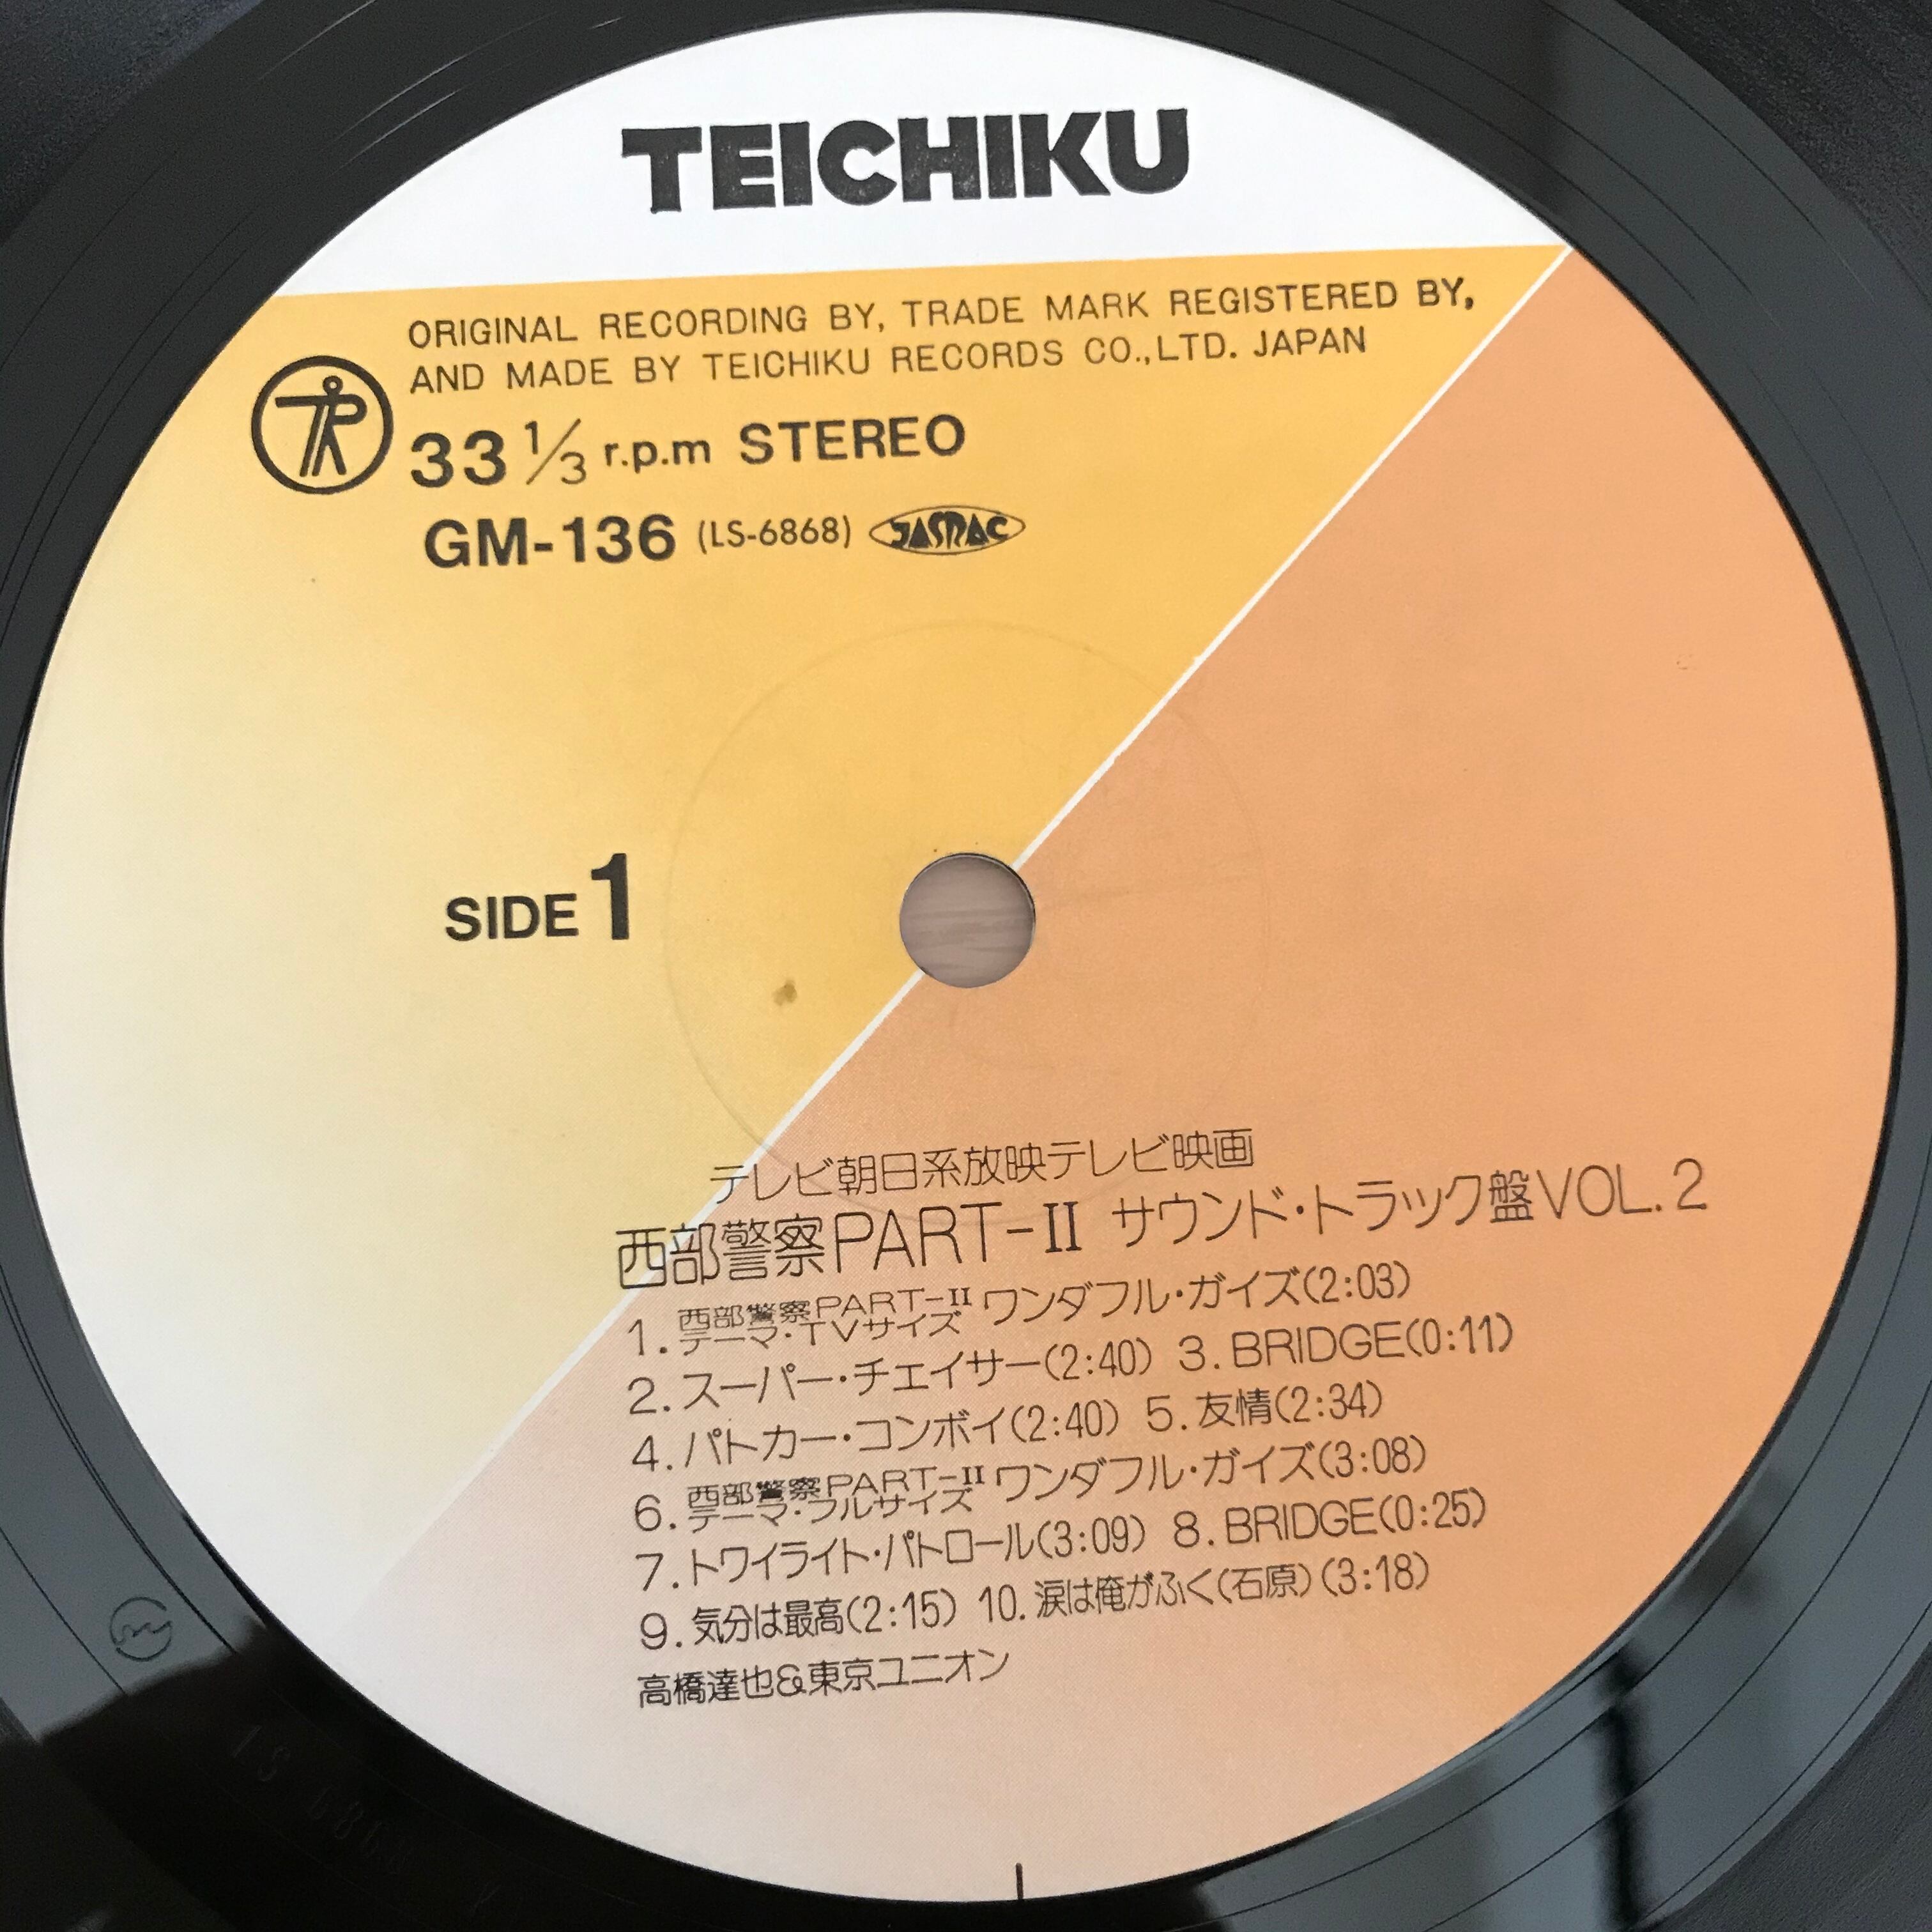 TEICHIKU
ORIGINAL RECORDING BY, TRADE MARK REGISTERED BY,
AND MADE BY TEICHIKU RECORDS CO.,LTD. JAPAN
33 1/3 r.p.m STEREO
GM-136 (LS-6868) JASRAC
SIDE 1
テレビ朝日系放映テレビ映画
西部警察PART-II サウンド・トラック盤VOL.2
1. 西部警察PART-II テーマ・TVサイズ ワンダフル・ガイズ(2:03)
2. スーパー・チェイサー(2:40) 3. BRIDGE(0:11)
4. パトカー・コンボイ(2:40) 5. 友情(2:34)
6. 西部警察PART-II テーマ・フルサイズ ワンダフル・ガイズ(3:08)
7. トワイライト・パトロール(3:09) 8. BRIDGE(0:25)
9. 気分は最高(2:15) 10. 涙は俺がふく(石原)(3:18)
高橋達也&東京ユニオン